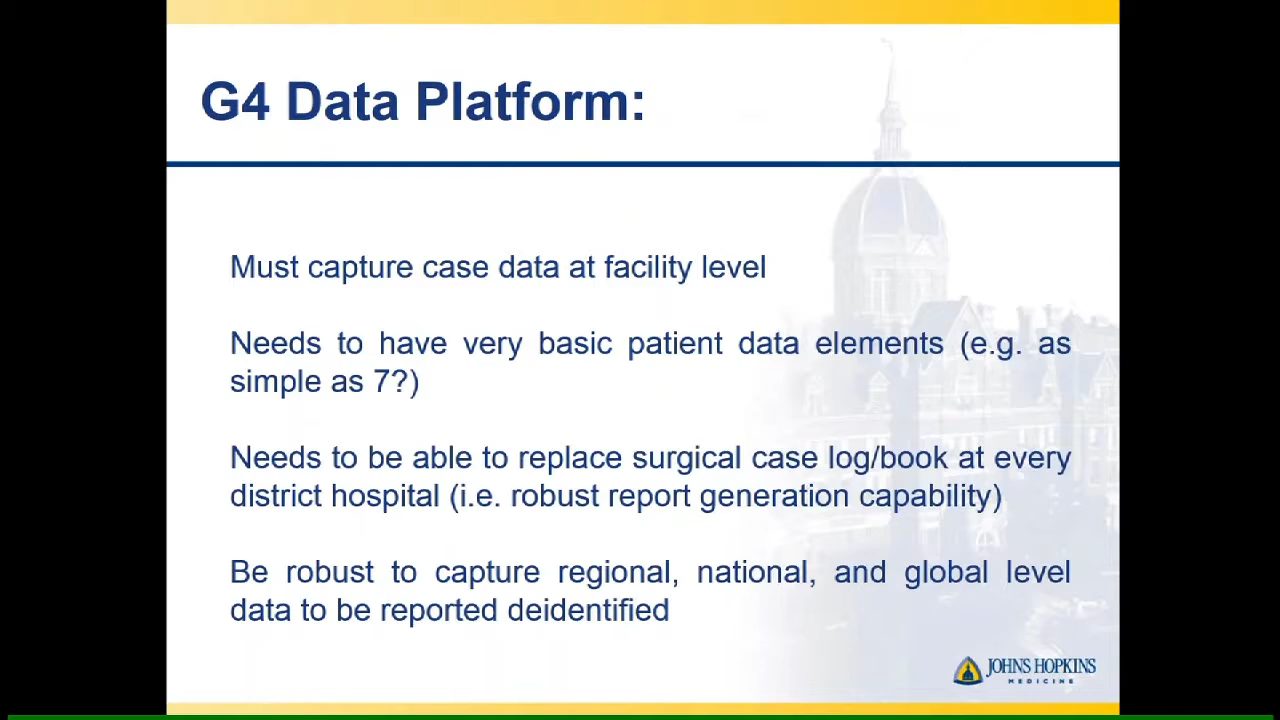 G4 Data Platform:
Must capture case data at facility level
Needs to have very basic patient data elements (e.g. as
simple as 7?)
Needs to be able to replace surgical case log/book at every
district hospital (i.e. robust report generation capability)
Be robust to capture regional, national, and global level
data to be reported deidentified
JOHNS HOPKINS
MEDICINE